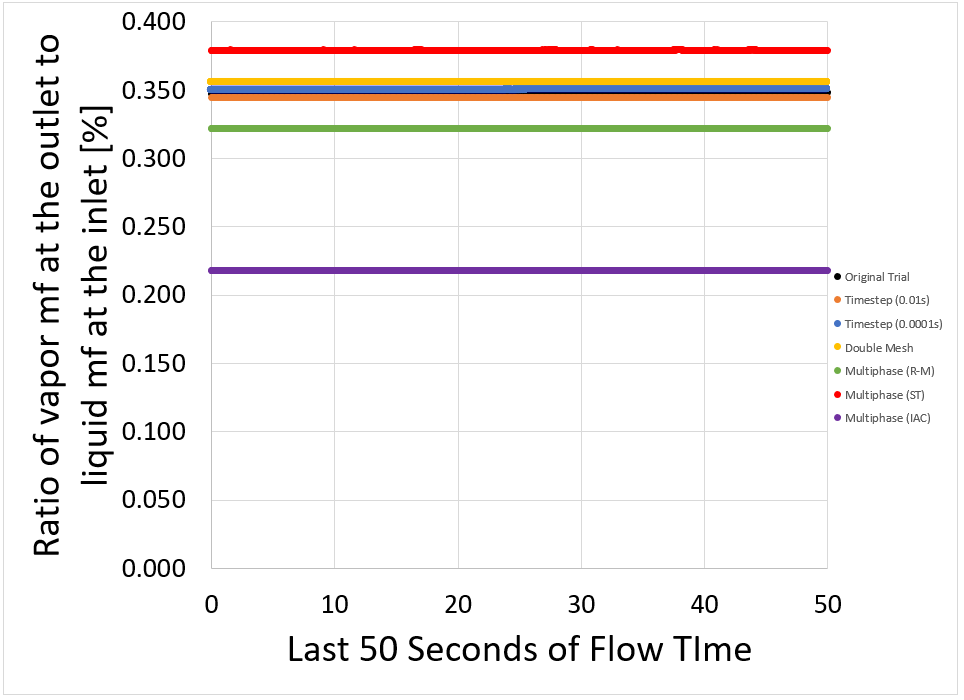 Ratio of vapor mf at the outlet to
liquid mf at the inlet [%]
0.400
0.350
0.300
0.250
0.200
0.150
0.100
0.050
0.000
0 10 20 30 40 50
Last 50 Seconds of Flow TIme
Original Trial
Timestep (0.01s)
Timestep (0.0001s)
Double Mesh
Multiphase (R-M)
Multiphase (ST)
Multiphase (IAC)